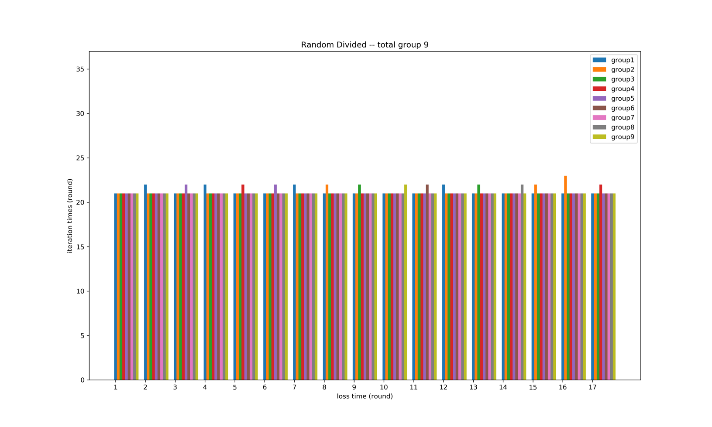 Random Divided -- total group 9
35
30
25
20
15
10
5
0
iteration times (round)
1 2 3 4 5 6 7 8 9 10 11 12 13 14 15 16 17
loss time (round)
group1
group2
group3
group4
group5
group6
group7
group8
group9